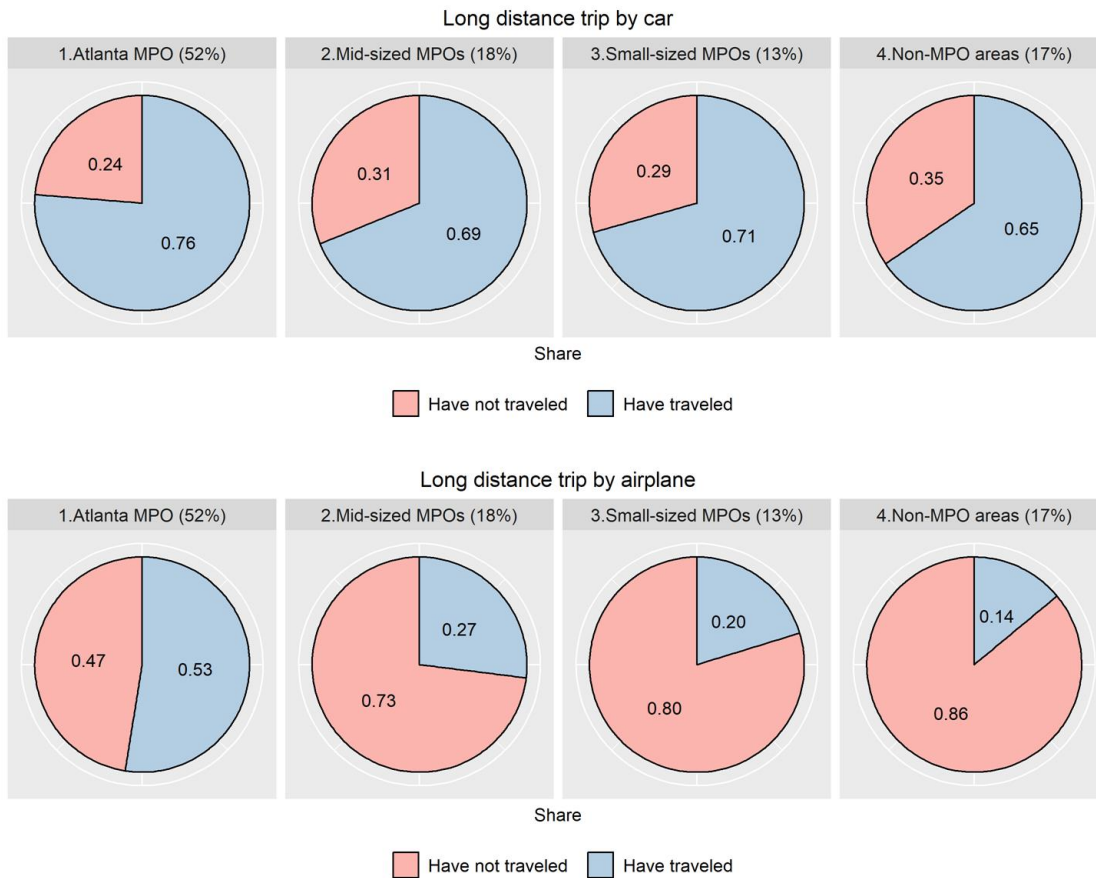 Long distance trip by car
1.Atlanta MPO (52%)
2.Mid-sized MPOs (18%)
3.Small-sized MPOs (13%)
4.Non-MPO areas (17%)
0.24
0.76
0.31
0.69
0.29
0.71
0.35
0.65
Share
Have not traveled
Have traveled
Long distance trip by airplane
1.Atlanta MPO (52%)
2.Mid-sized MPOs (18%)
3.Small-sized MPOs (13%)
4.Non-MPO areas (17%)
0.47
0.53
0.27
0.73
0.20
0.80
0.14
0.86
Share
Have not traveled
Have traveled